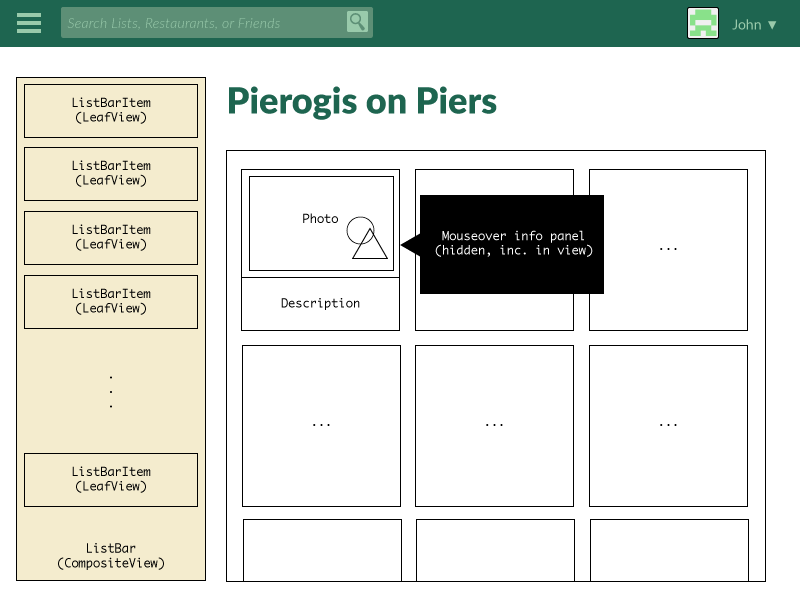 Search Lists, Restaurants, or Friends
John ▼
ListBarItem
(LeafView)
ListBarItem
(LeafView)
ListBarItem
(LeafView)
ListBarItem
(LeafView)
.
.
.
ListBarItem
(LeafView)
ListBar
(CompositeView)
Pierogis on Piers
Photo
Description
Mouseover info panel
(hidden, inc. in view)
...
...
...
...